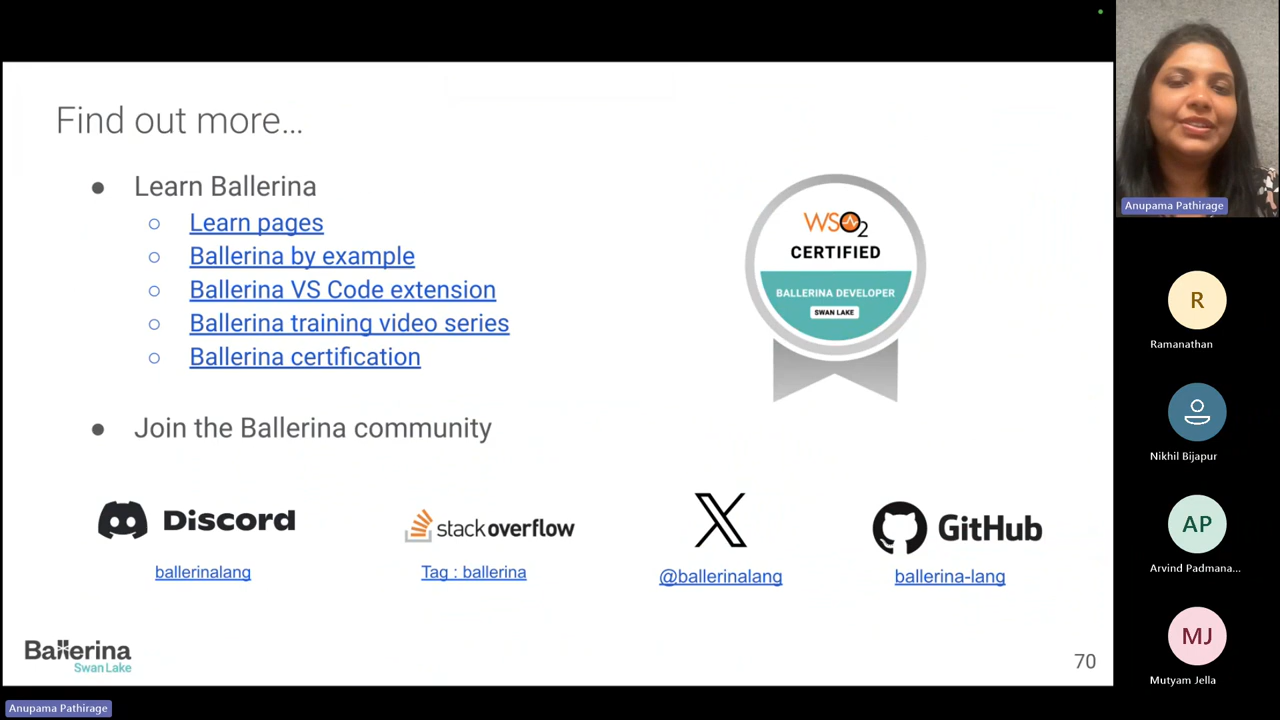 Find out more…
● Learn Ballerina
○ Learn pages
○ Ballerina by example
○ Ballerina VS Code extension
○ Ballerina training video series
○ Ballerina certification
● Join the Ballerina community
WSO2
CERTIFIED
BALLERINA DEVELOPER
SWAN LAKE
Discord
ballerinalang
stackoverflow
Tag : ballerina
X
@ballerinalang
GitHub
ballerina-lang
Ballerina
Swan Lake
70
Anupama Pathirage
Anupama Pathirage
R
Ramanathan
Nikhil Bijapur
AP
Arvind Padmana...
MJ
Mutyam Jella